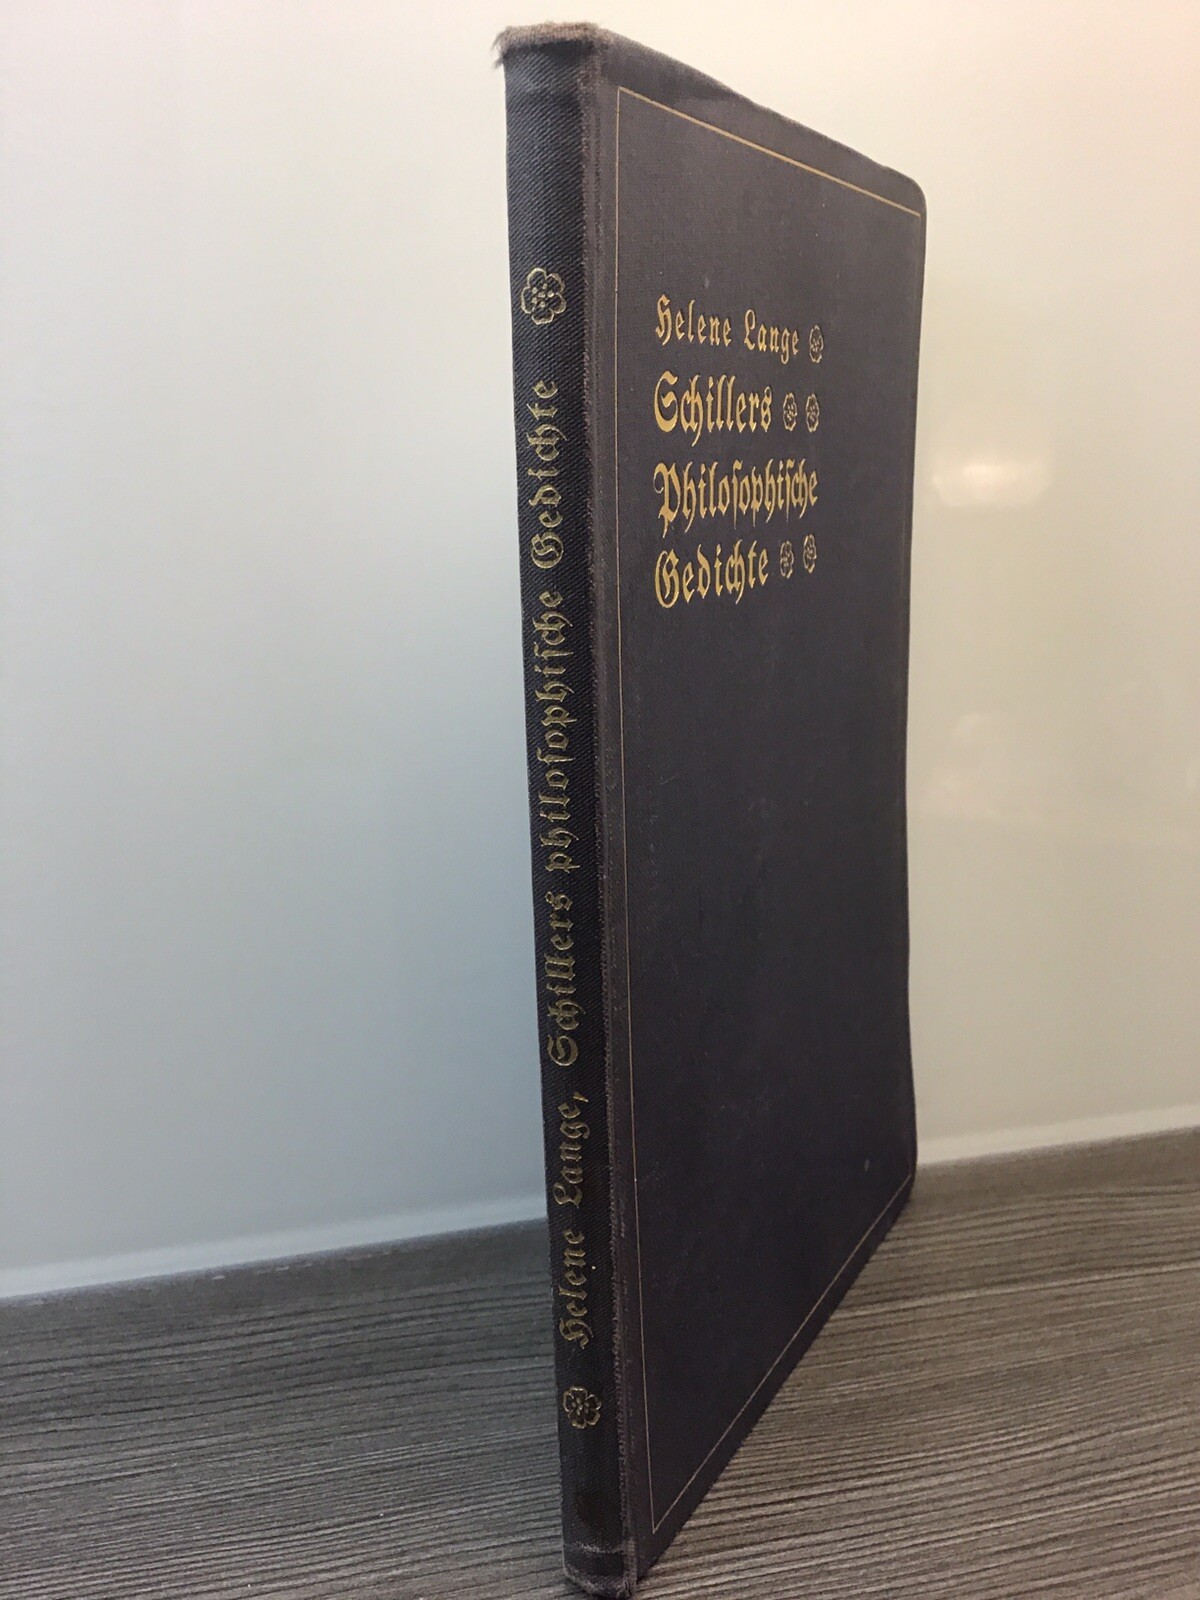 Helene Lange
Schillers
Philoſophiſche
Gedichte
Helene Lange, Schillers philoſophiſche Gedichte